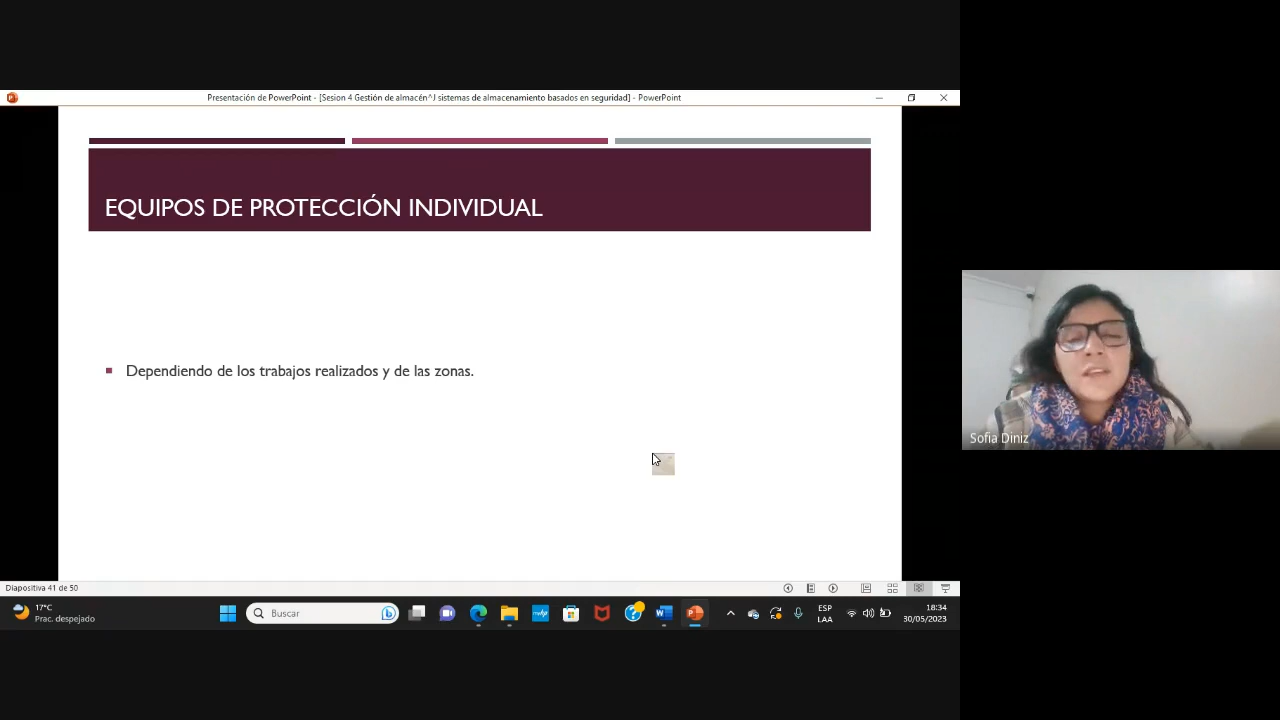 Presentación de PowerPoint - [Sesion 4 Gestión de almacén^J sistemas de almacenamiento basados en seguridad] - PowerPoint
EQUIPOS DE PROTECCIÓN INDIVIDUAL
Dependiendo de los trabajos realizados y de las zonas.
Sofia Diniz
Diapositiva 41 de 50
17°C
Prac. despejado
Buscar
ESP
LAA
18:34
30/05/2023